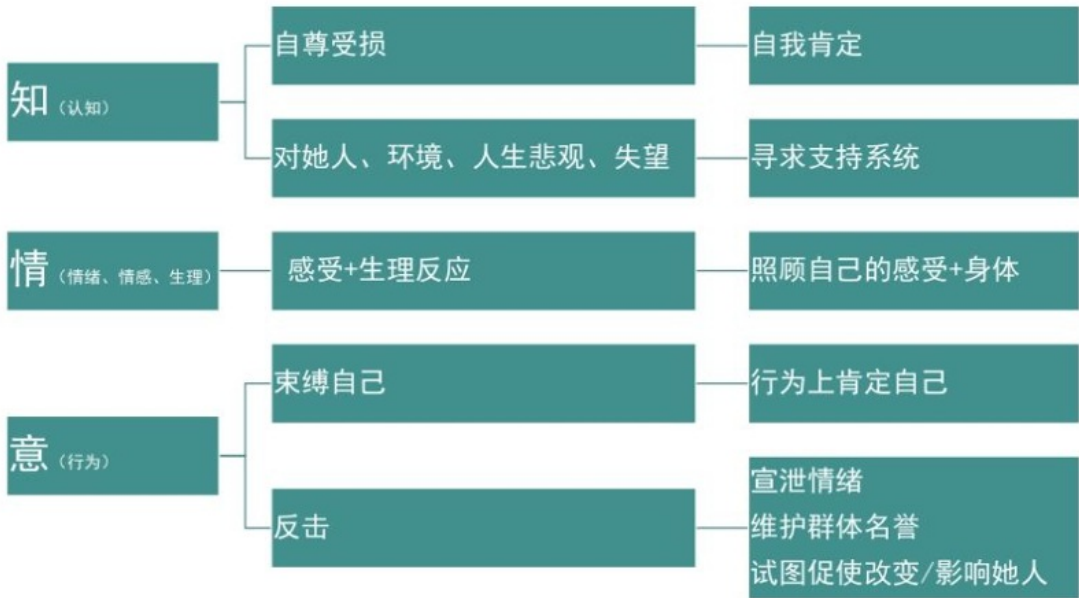 知（认知）
自尊受损
自我肯定
对她人、环境、人生悲观、失望
寻求支持系统
情（情绪、情感、生理）
感受+生理反应
照顾自己的感受+身体
意（行为）
束缚自己
行为上肯定自己
反击
宣泄情绪
维护群体名誉
试图促使改变/影响她人